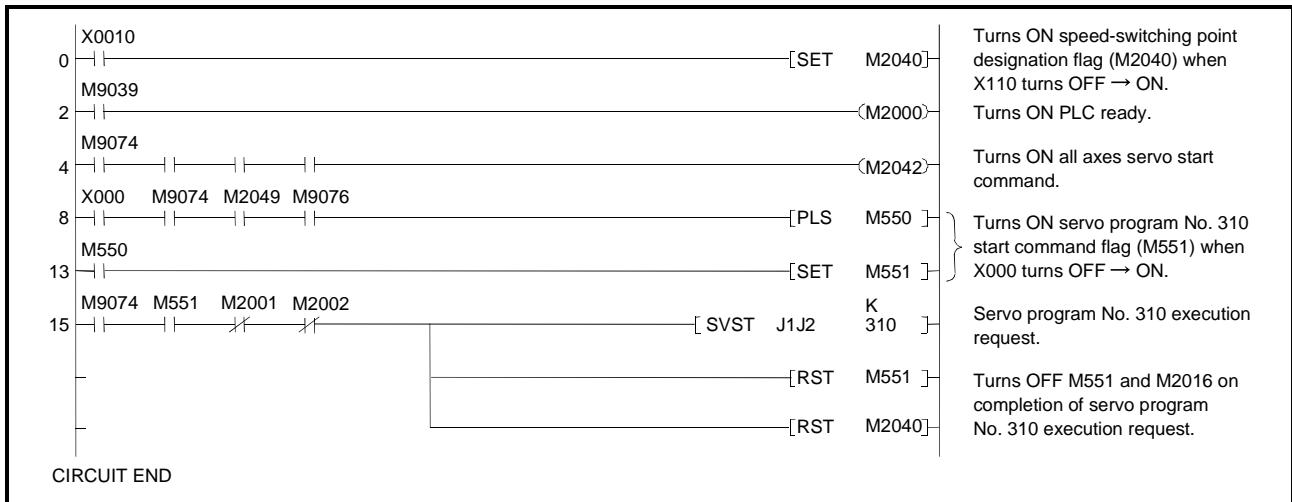 X0010
0 [SET M2040]
Turns ON speed-switching point
designation flag (M2040) when
X110 turns OFF → ON.
M9039
2 (M2000)
Turns ON PLC ready.
M9074
4 (M2042)
Turns ON all axes servo start
command.
X000 M9074 M2049 M9076
8 [PLS M550 ]
M550
13 [SET M551 ]
Turns ON servo program No. 310
start command flag (M551) when
X000 turns OFF → ON.
M9074 M551 M2001 M2002
15 [ SVST J1J2 K 310 ]
Servo program No. 310 execution
request.
[RST M551 ]
[RST M2040]
Turns OFF M551 and M2016 on
completion of servo program
No. 310 execution request.
CIRCUIT END